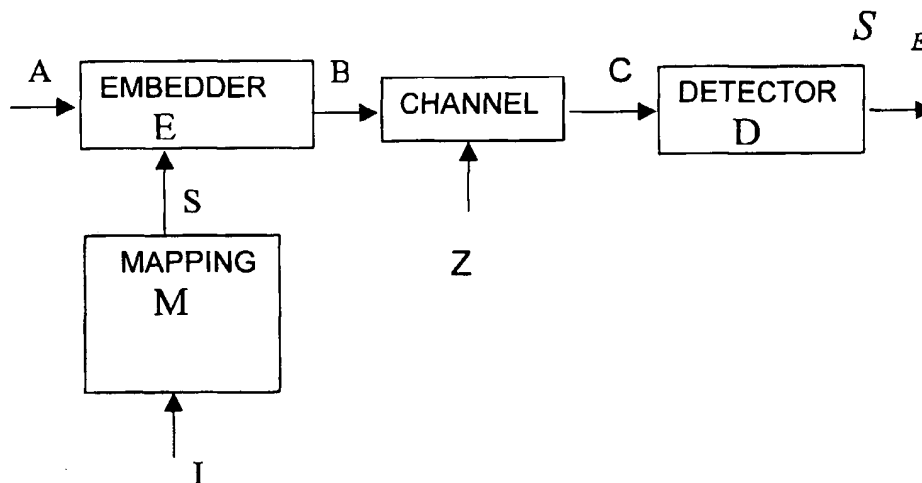 S E
A EMBEDDER B CHANNEL C DETECTOR
E D
S
MAPPING Z
M